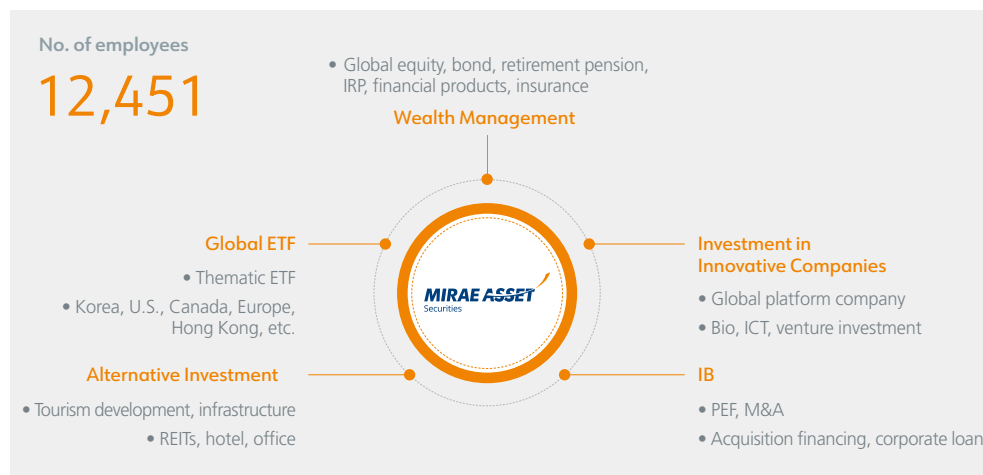 No. of employees
12,451
• Global equity, bond, retirement pension,
IRP, financial products, insurance
Wealth Management
Global ETF
• Thematic ETF
• Korea, U.S., Canada, Europe,
Hong Kong, etc.
Alternative Investment
• Tourism development, infrastructure
• REITs, hotel, office
MIRAE ASSET
Securities
Investment in
Innovative Companies
• Global platform company
• Bio, ICT, venture investment
IB
• PEF, M&A
• Acquisition financing, corporate loan